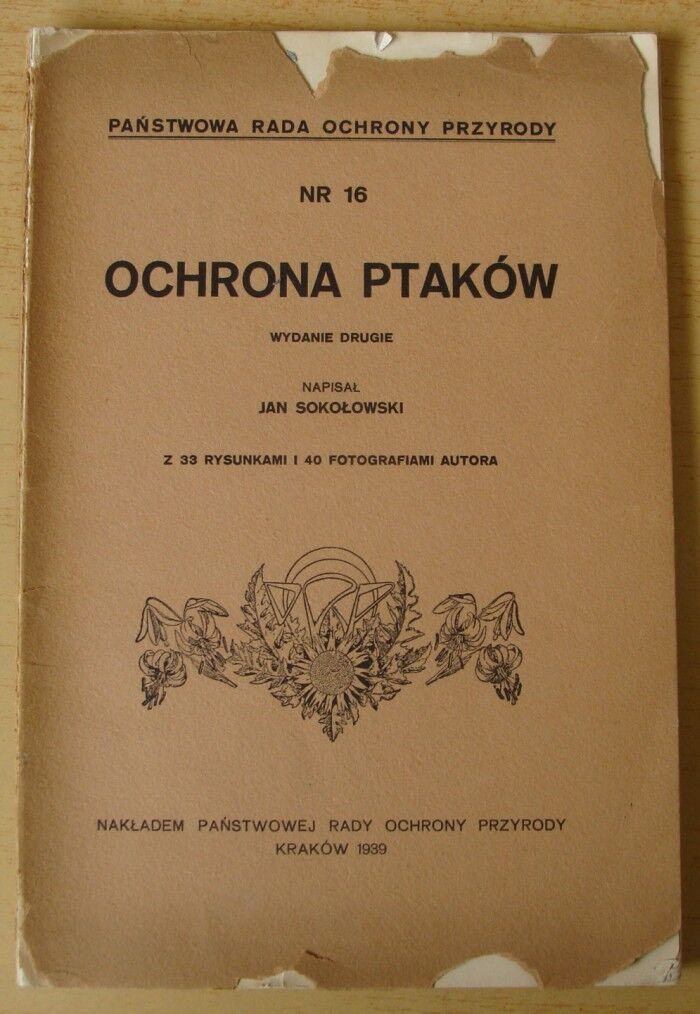 PAŃSTWOWA RADA OCHRONY PRZYRODY
NR 16
OCHRONA PTAKÓW
WYDANIE DRUGIE
NAPISAŁ
JAN SOKOŁOWSKI
Z 33 RYSUNKAMI I 40 FOTOGRAFIAMI AUTORA
NAKŁADEM PAŃSTWOWEJ RADY OCHRONY PRZYRODY
KRAKÓW 1939